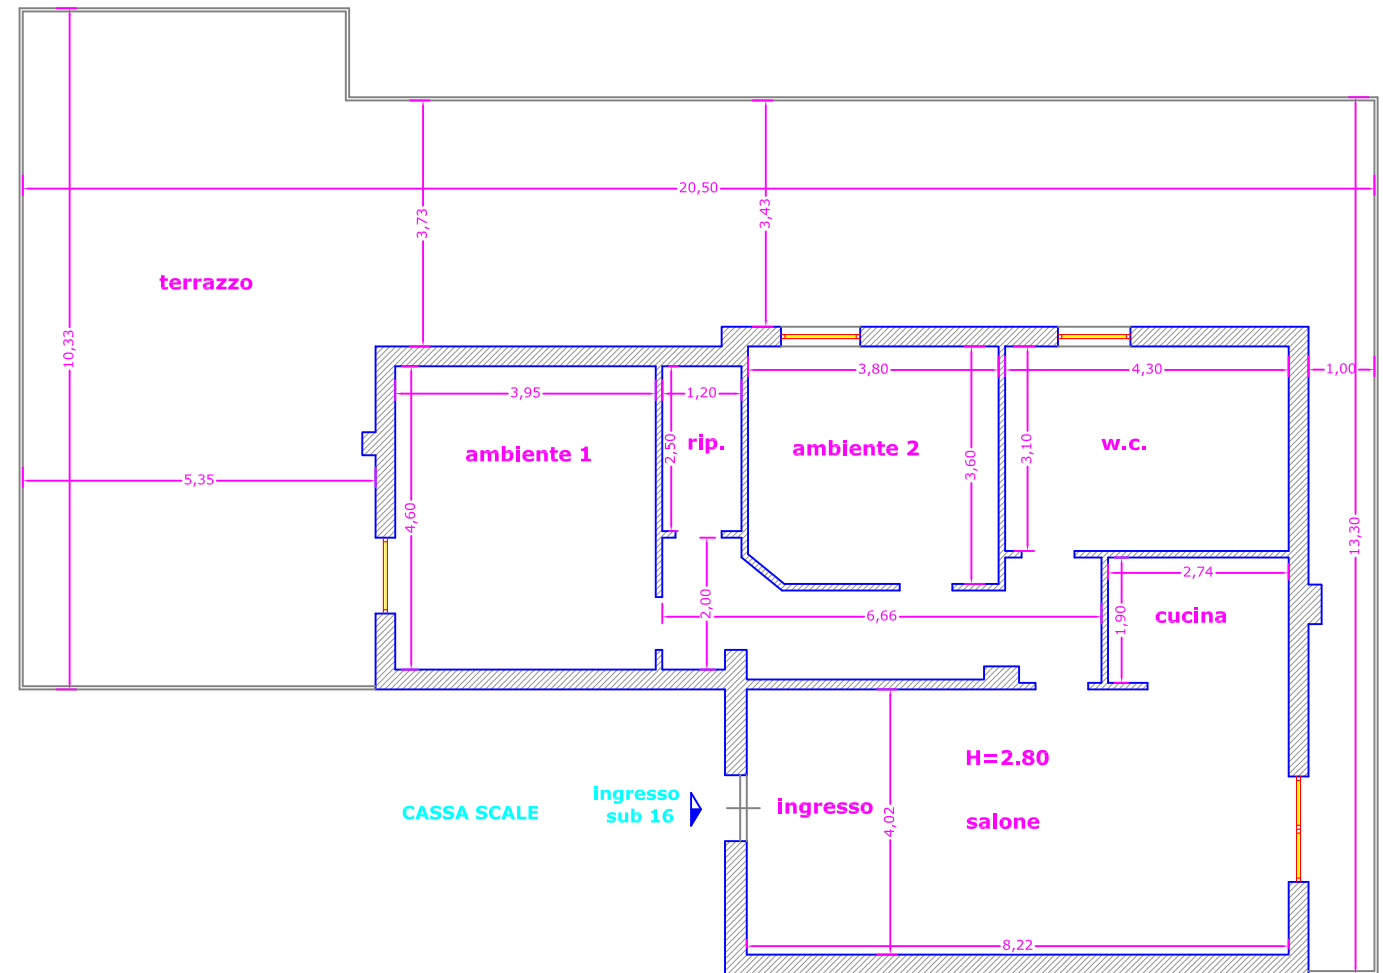 20,50
3,73
3,43
terrazzo
10,33
3,95
1,20
3,80
4,30
1,00
ambiente 1
rip.
ambiente 2
w.c.
2,50
3,60
3,10
5,35
4,60
13,30
2,74
2,00
6,66
1,90
cucina
H=2.80
CASSA SCALE
ingresso
sub 16
ingresso
4,02
salone
8,22